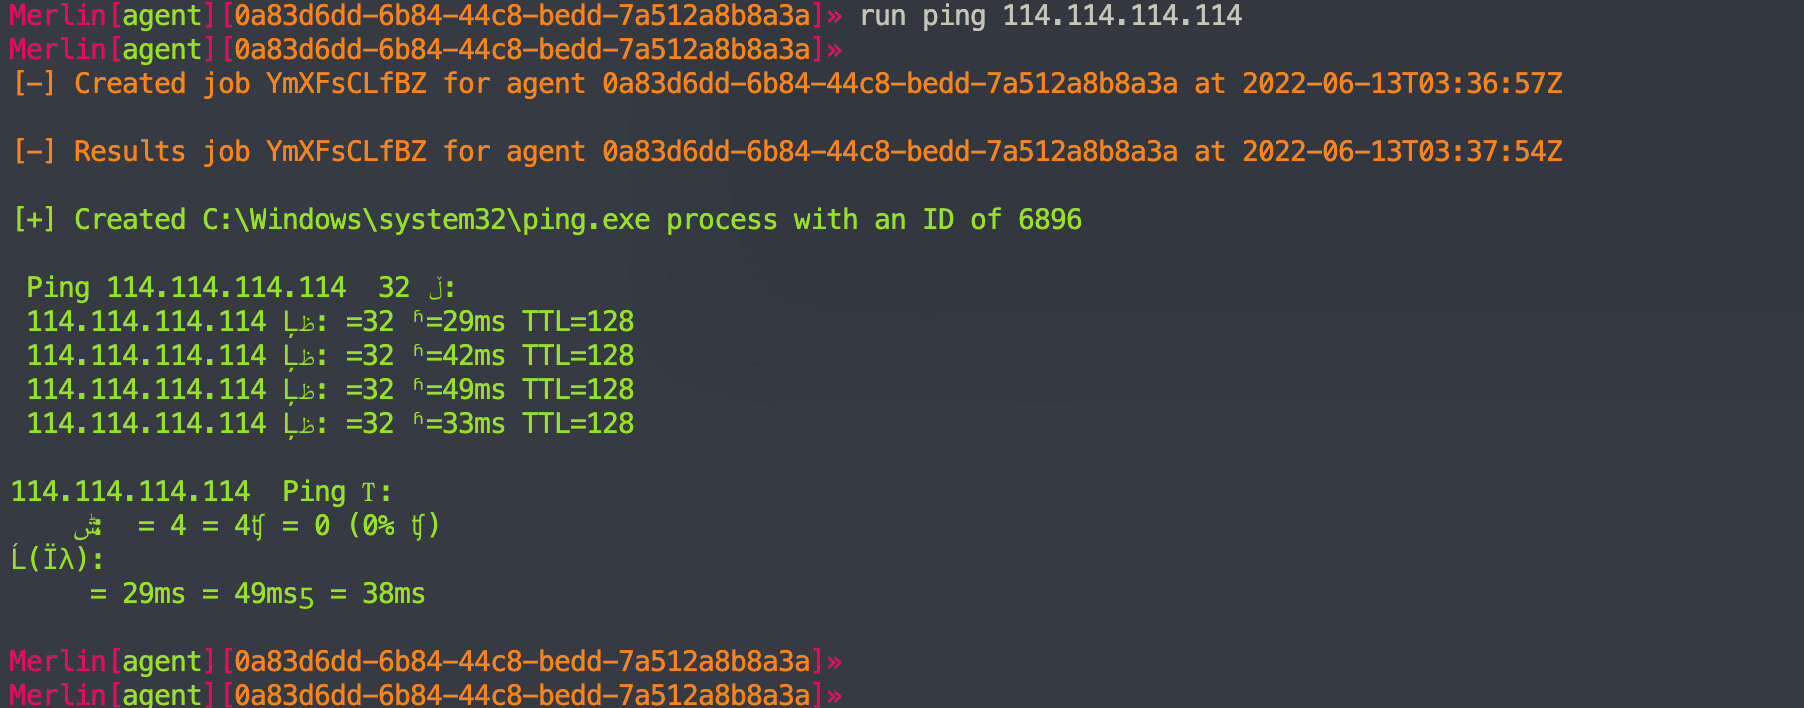 Merlin[agent][0a83d6dd-6b84-44c8-bedd-7a512a8b8a3a]» run ping 114.114.114.114
Merlin[agent][0a83d6dd-6b84-44c8-bedd-7a512a8b8a3a]»
[-] Created job YmXFsCLfBZ for agent 0a83d6dd-6b84-44c8-bedd-7a512a8b8a3a at 2022-06-13T03:36:57Z
[-] Results job YmXFsCLfBZ for agent 0a83d6dd-6b84-44c8-bedd-7a512a8b8a3a at 2022-06-13T03:37:54Z
[+] Created C:\Windows\system32\ping.exe process with an ID of 6896
Ping 114.114.114.114 32 :
114.114.114.114 Ļظ: =32 ʱ=29ms TTL=128
114.114.114.114 Ļظ: =32 ʱ=42ms TTL=128
114.114.114.114 Ļظ: =32 ʱ=49ms TTL=128
114.114.114.114 Ļظ: =32 ʱ=33ms TTL=128
114.114.114.114 Ping Τ:
= 4 = 4ʧ = 0 (0% ʧ)
Ĺ(Ϊλ):
= 29ms = 49msƽ = 38ms
Merlin[agent][0a83d6dd-6b84-44c8-bedd-7a512a8b8a3a]»
Merlin[agent][0a83d6dd-6b84-44c8-bedd-7a512a8b8a3a]»